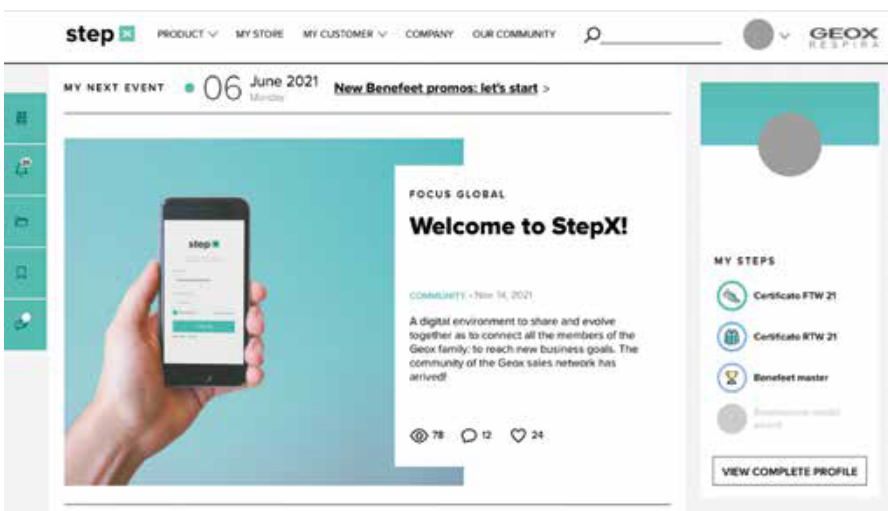 stepX PRODUCT MY STORE MY CUSTOMER COMPANY OUR COMMUNITY GEOX
RESPIRA
MY NEXT EVENT 06 June 2021 New Benefeet promos: let's start >
Monday
FOCUS GLOBAL
Welcome to StepX!
COMMUNITY - Nov 14, 2021
A digital environment to share and evolve
together as to connect all the members of the
Geox family: to reach new business goals. The
community of the Geox sales network has
arrived!
78 12 24
step
MY STEPS
Certificato FTW 21
Certificato RTW 21
Benefeet master
VIEW COMPLETE PROFILE